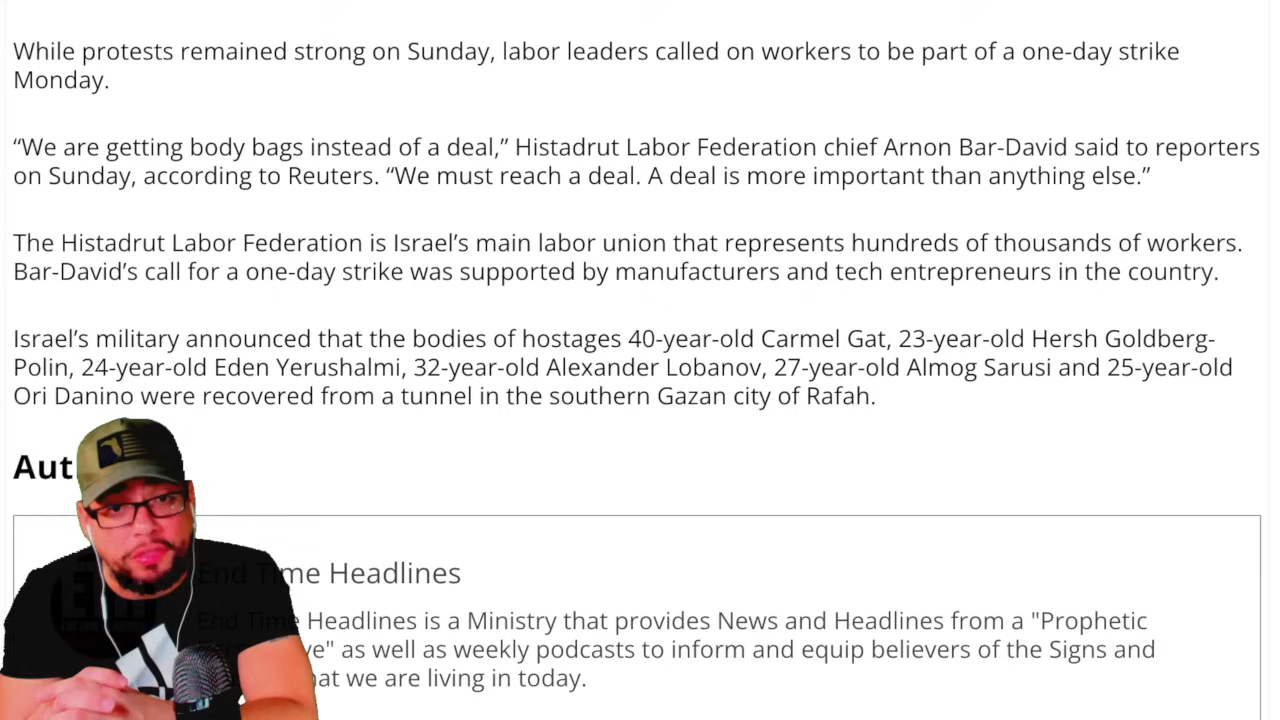 While protests remained strong on Sunday, labor leaders called on workers to be part of a one-day strike
Monday.
“We are getting body bags instead of a deal,” Histadrut Labor Federation chief Arnon Bar-David said to reporters
on Sunday, according to Reuters. “We must reach a deal. A deal is more important than anything else.”
The Histadrut Labor Federation is Israel’s main labor union that represents hundreds of thousands of workers.
Bar-David’s call for a one-day strike was supported by manufacturers and tech entrepreneurs in the country.
Israel’s military announced that the bodies of hostages 40-year-old Carmel Gat, 23-year-old Hersh Goldberg-
Polin, 24-year-old Eden Yerushalmi, 32-year-old Alexander Lobanov, 27-year-old Almog Sarusi and 25-year-old
Ori Danino were recovered from a tunnel in the southern Gazan city of Rafah.
Aut
End Time Headlines
End Time Headlines is a Ministry that provides News and Headlines from a "Prophetic
ve" as well as weekly podcasts to inform and equip believers of the Signs and
at we are living in today.